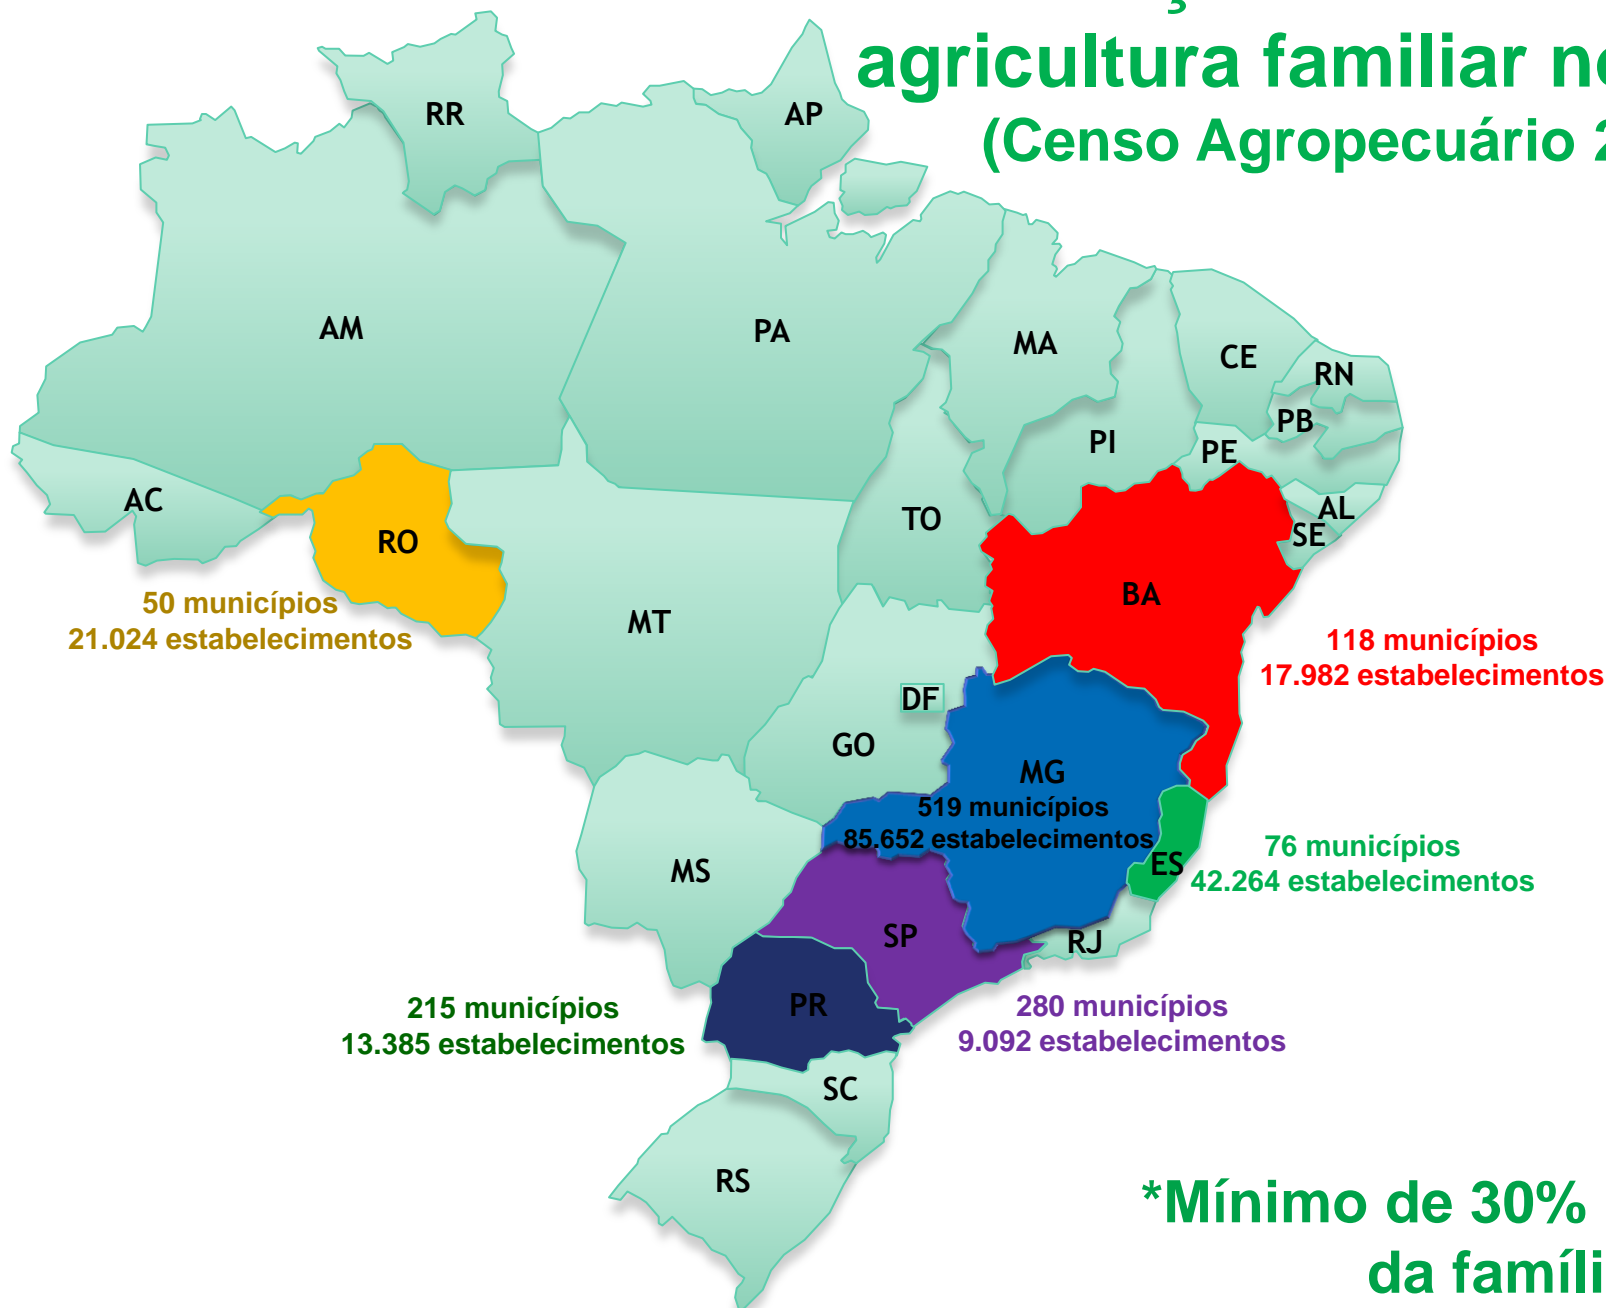 agricultura familiar n
(Censo Agropecuário 2
RR
AP
AM
PA
MA
CE
RN
PB
PI
PE
AC
TO
AL
SE
RO
BA
50 municípios
21.024 estabelecimentos
MT
118 municípios
17.982 estabelecimentos
DF
GO
MG
519 municípios
85.652 estabelecimentos
MS
ES
76 municípios
42.264 estabelecimentos
SP
RJ
PR
215 municípios
13.385 estabelecimentos
280 municípios
9.092 estabelecimentos
SC
RS
*Mínimo de 30%
da famíli